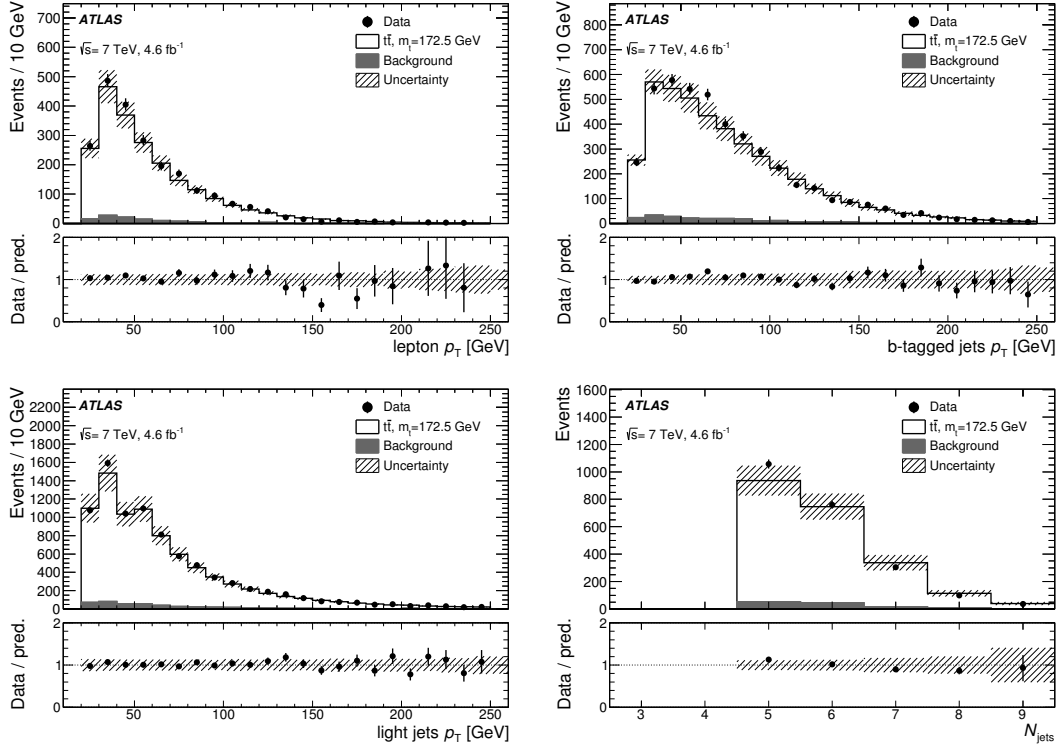 Events / 10 GeV
700
600
500
400
300
200
100
0
ATLAS
√s= 7 TeV, 4.6 fb⁻¹
Data
tt̄, mₜ=172.5 GeV
Background
Uncertainty
Data / pred.
2
1
0
50 100 150 200 250
lepton p_T [GeV]
Events / 10 GeV
800
700
600
500
400
300
200
100
0
ATLAS
√s= 7 TeV, 4.6 fb⁻¹
Data
tt̄, mₜ=172.5 GeV
Background
Uncertainty
Data / pred.
2
1
0
50 100 150 200 250
b-tagged jets p_T [GeV]
Events / 10 GeV
2200
2000
1800
1600
1400
1200
1000
800
600
400
200
0
ATLAS
√s= 7 TeV, 4.6 fb⁻¹
Data
tt̄, mₜ=172.5 GeV
Background
Uncertainty
Data / pred.
2
1
0
50 100 150 200 250
light jets p_T [GeV]
Events
1600
1400
1200
1000
800
600
400
200
0
ATLAS
√s= 7 TeV, 4.6 fb⁻¹
Data
tt̄, mₜ=172.5 GeV
Background
Uncertainty
Data / pred.
2
1
0
3 4 5 6 7 8 9
N_jets